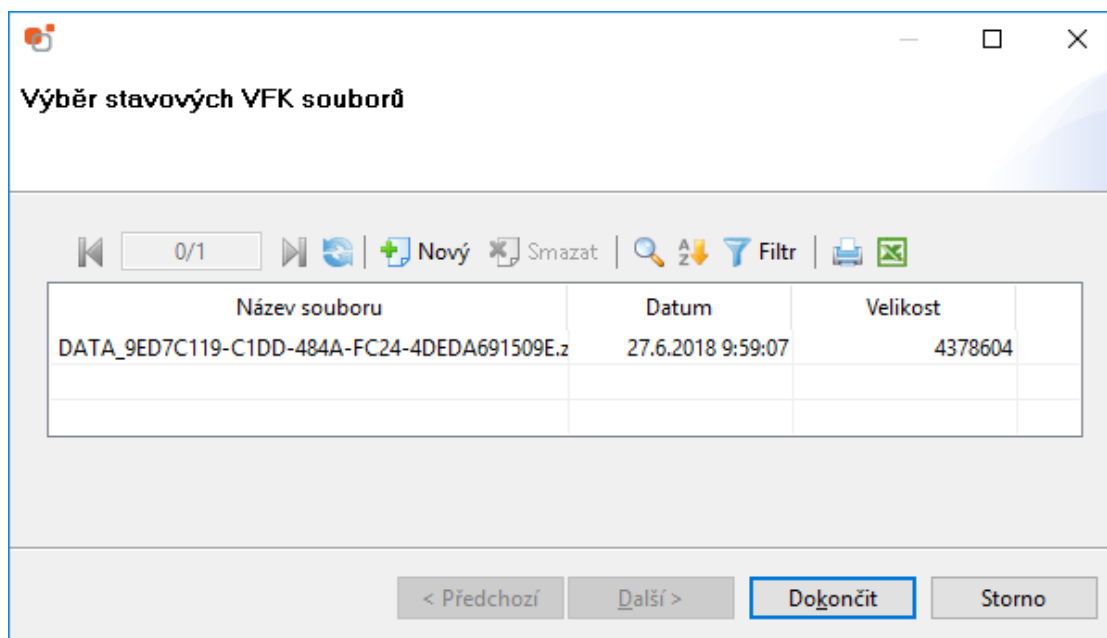 Výběr stavových VFK souborů
0/1 Nový Smazat Filtr
Název souboru Datum Velikost
DATA_9ED7C119-C1DD-484A-FC24-4DEDA691509E.z 27.6.2018 9:59:07 4378604
< Předchozí Další > Dokončit Storno